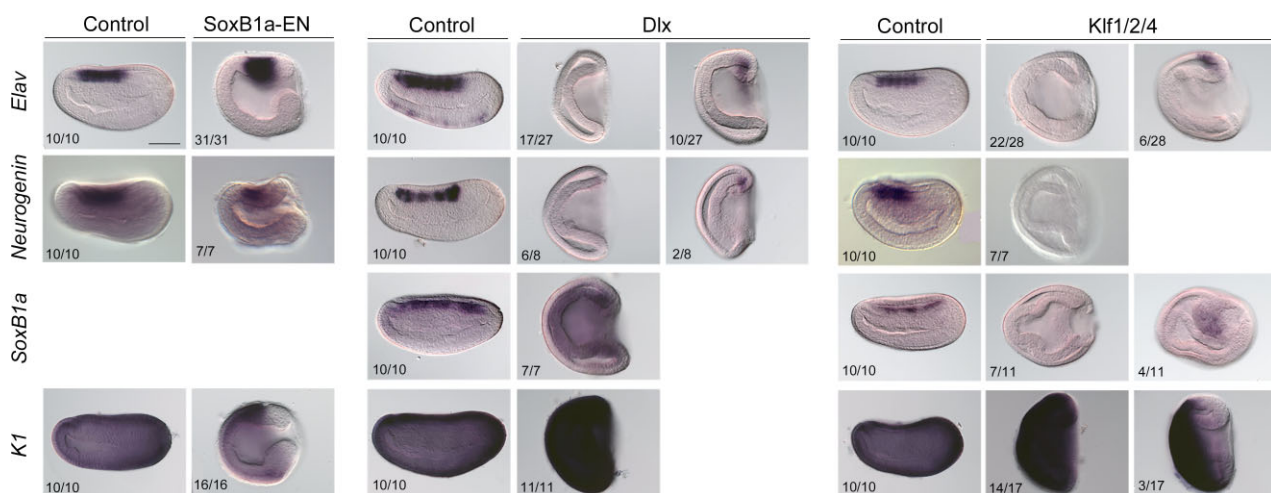 Control SoxB1a-EN Control Dlx Control Klf1/2/4
Elav
10/10 31/31 10/10 17/27 10/27 10/10 22/28 6/28
Neurogenin
10/10 7/7 10/10 6/8 2/8 10/10 7/7
SoxB1a
10/10 7/7 10/10 7/11 4/11
K1
10/10 16/16 10/10 11/11 10/10 14/17 3/17